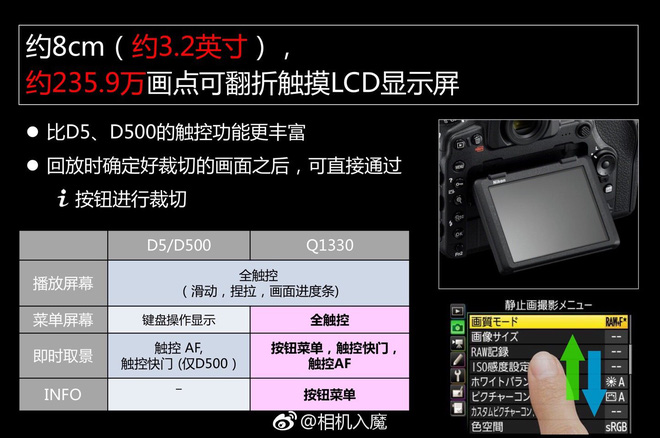 约8cm（约3.2英寸），
约235.9万画点可翻折触摸LCD显示屏
● 比D5、D500的触控功能更丰富
● 回放时确定好裁切的画面之后，可直接通过
i 按钮进行裁切
D5/D500 Q1330
播放屏幕 全触控
（滑动，捏拉，画面进度条)
菜单屏幕 键盘操作显示 全触控
即时取景 触控 AF,
触控快门 (仅D500 )
按钮菜单，触控快门，
触控AF
INFO – 按钮菜单
Nikon
静止画撮影メニュー
画質モード RAW+F*
画像サイズ --
RAW記録 --
ISO感度設定 --
ホワイトバラン A
ピクチャーコン A
カスタムピクチャーコン
色空間 sRGB
@相机入魔